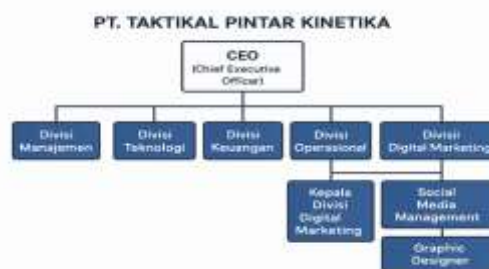 PT. TAKTIKAL PINTAR KINETIKA
CEO
(Chief Executive
Officer)
Divisi
Manajemen
Divisi
Teknologi
Divisi
Keuangan
Divisi
Operasional
Divisii
Digital Marketing
Kepala
Divisi
Digital
Marketing
Social
Media
Management
Graphic
Designer